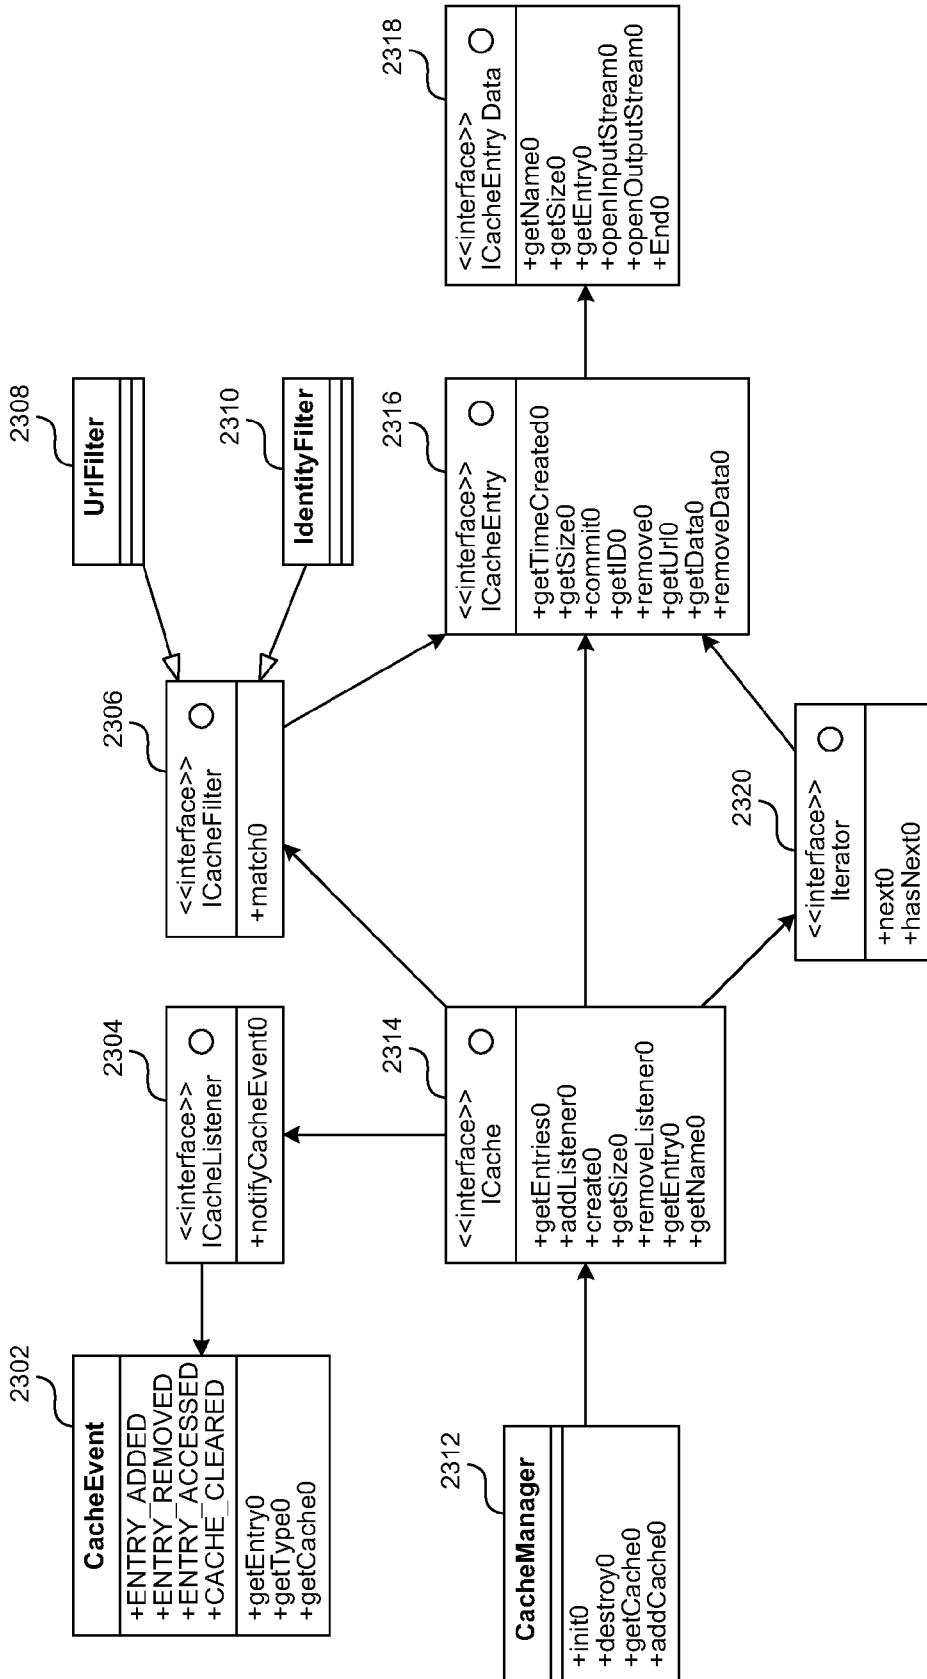 2302
CacheEvent
+ENTRY_ADDED
+ENTRY_REMOVED
+ENTRY_ACCESSED
+CACHE_CLEARED
+getEntry0
+getType0
+getCache0
2304
<<interface>>
ICacheListener
+notifyCacheEvent0
2306
<<interface>>
ICacheFilter
+match0
2308
UrlFilter
2310
IdentityFilter
2312
CacheManager
+init0
+destroy0
+getCache0
+addCache0
2314
<<interface>>
ICache
+getEntries0
+addListener0
+create0
+getSize0
+removeListener0
+getEntry0
+getName0
2316
<<interface>>
ICacheEntry
+getTimeCreated0
+getSize0
+commit0
+getID0
+remove0
+getUrl0
+getData0
+removeData0
2318
<<interface>>
ICacheEntry Data
+getName0
+getSize0
+getEntry0
+openInputStream0
+openOutputStream0
+End0
2320
<<interface>>
Iterator
+next0
+hasNext0